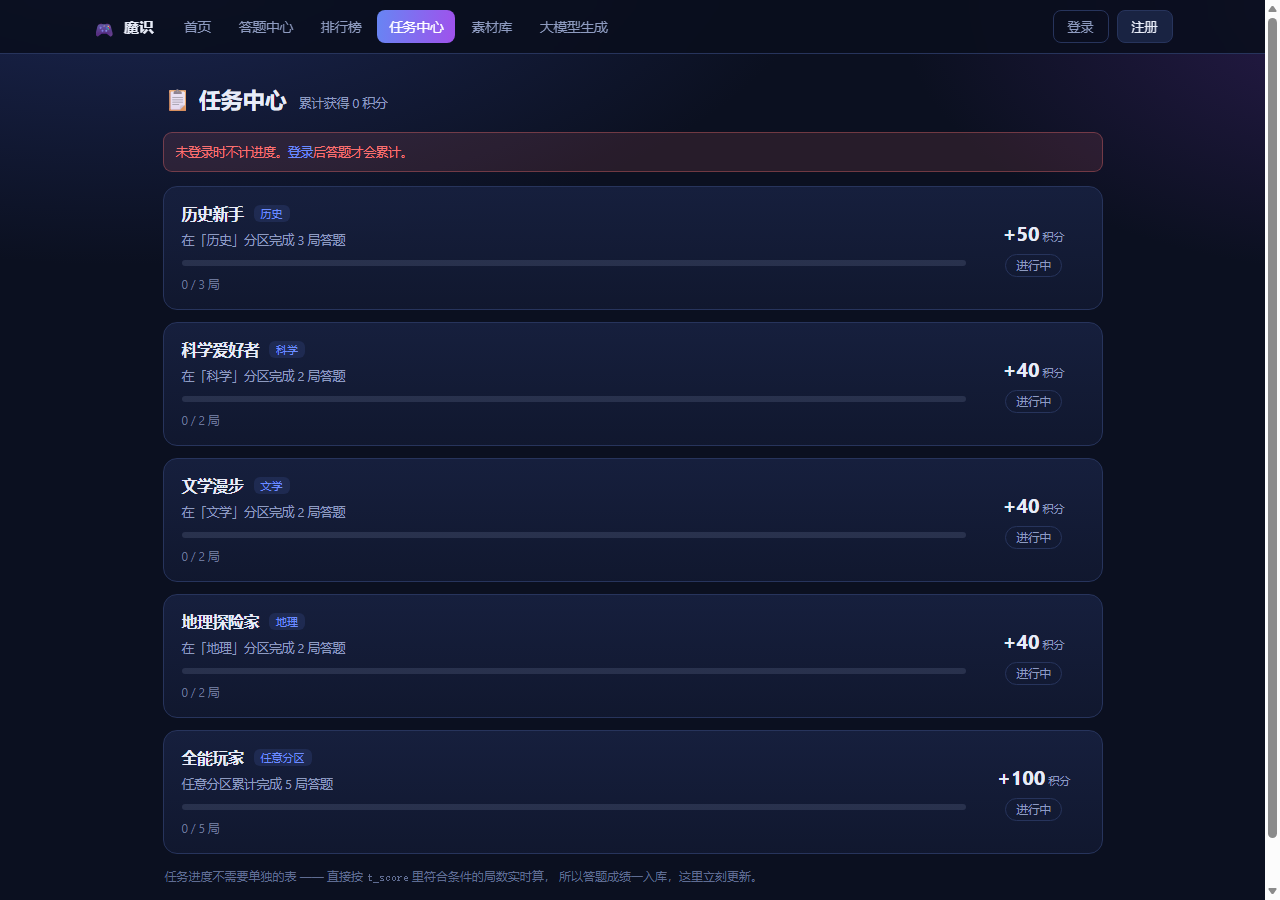 魔识 首页 答题中心 排行榜 任务中心 素材库 大模型生成 登录 注册
任务中心 累计获得 0 积分
未登录时不计进度。登录后答题才会累计。
历史新手 历史
在「历史」分区完成 3 局答题
0 / 3 局
+50 积分
进行中
科学爱好者 科学
在「科学」分区完成 2 局答题
0 / 2 局
+40 积分
进行中
文学漫步 文学
在「文学」分区完成 2 局答题
0 / 2 局
+40 积分
进行中
地理探险家 地理
在「地理」分区完成 2 局答题
0 / 2 局
+40 积分
进行中
全能玩家 任意分区
任意分区累计完成 5 局答题
0 / 5 局
+100 积分
进行中
任务进度不需要单独的表 —— 直接按 t_score 里符合条件的局数实时算， 所以答题成绩一入库，这里立刻更新。